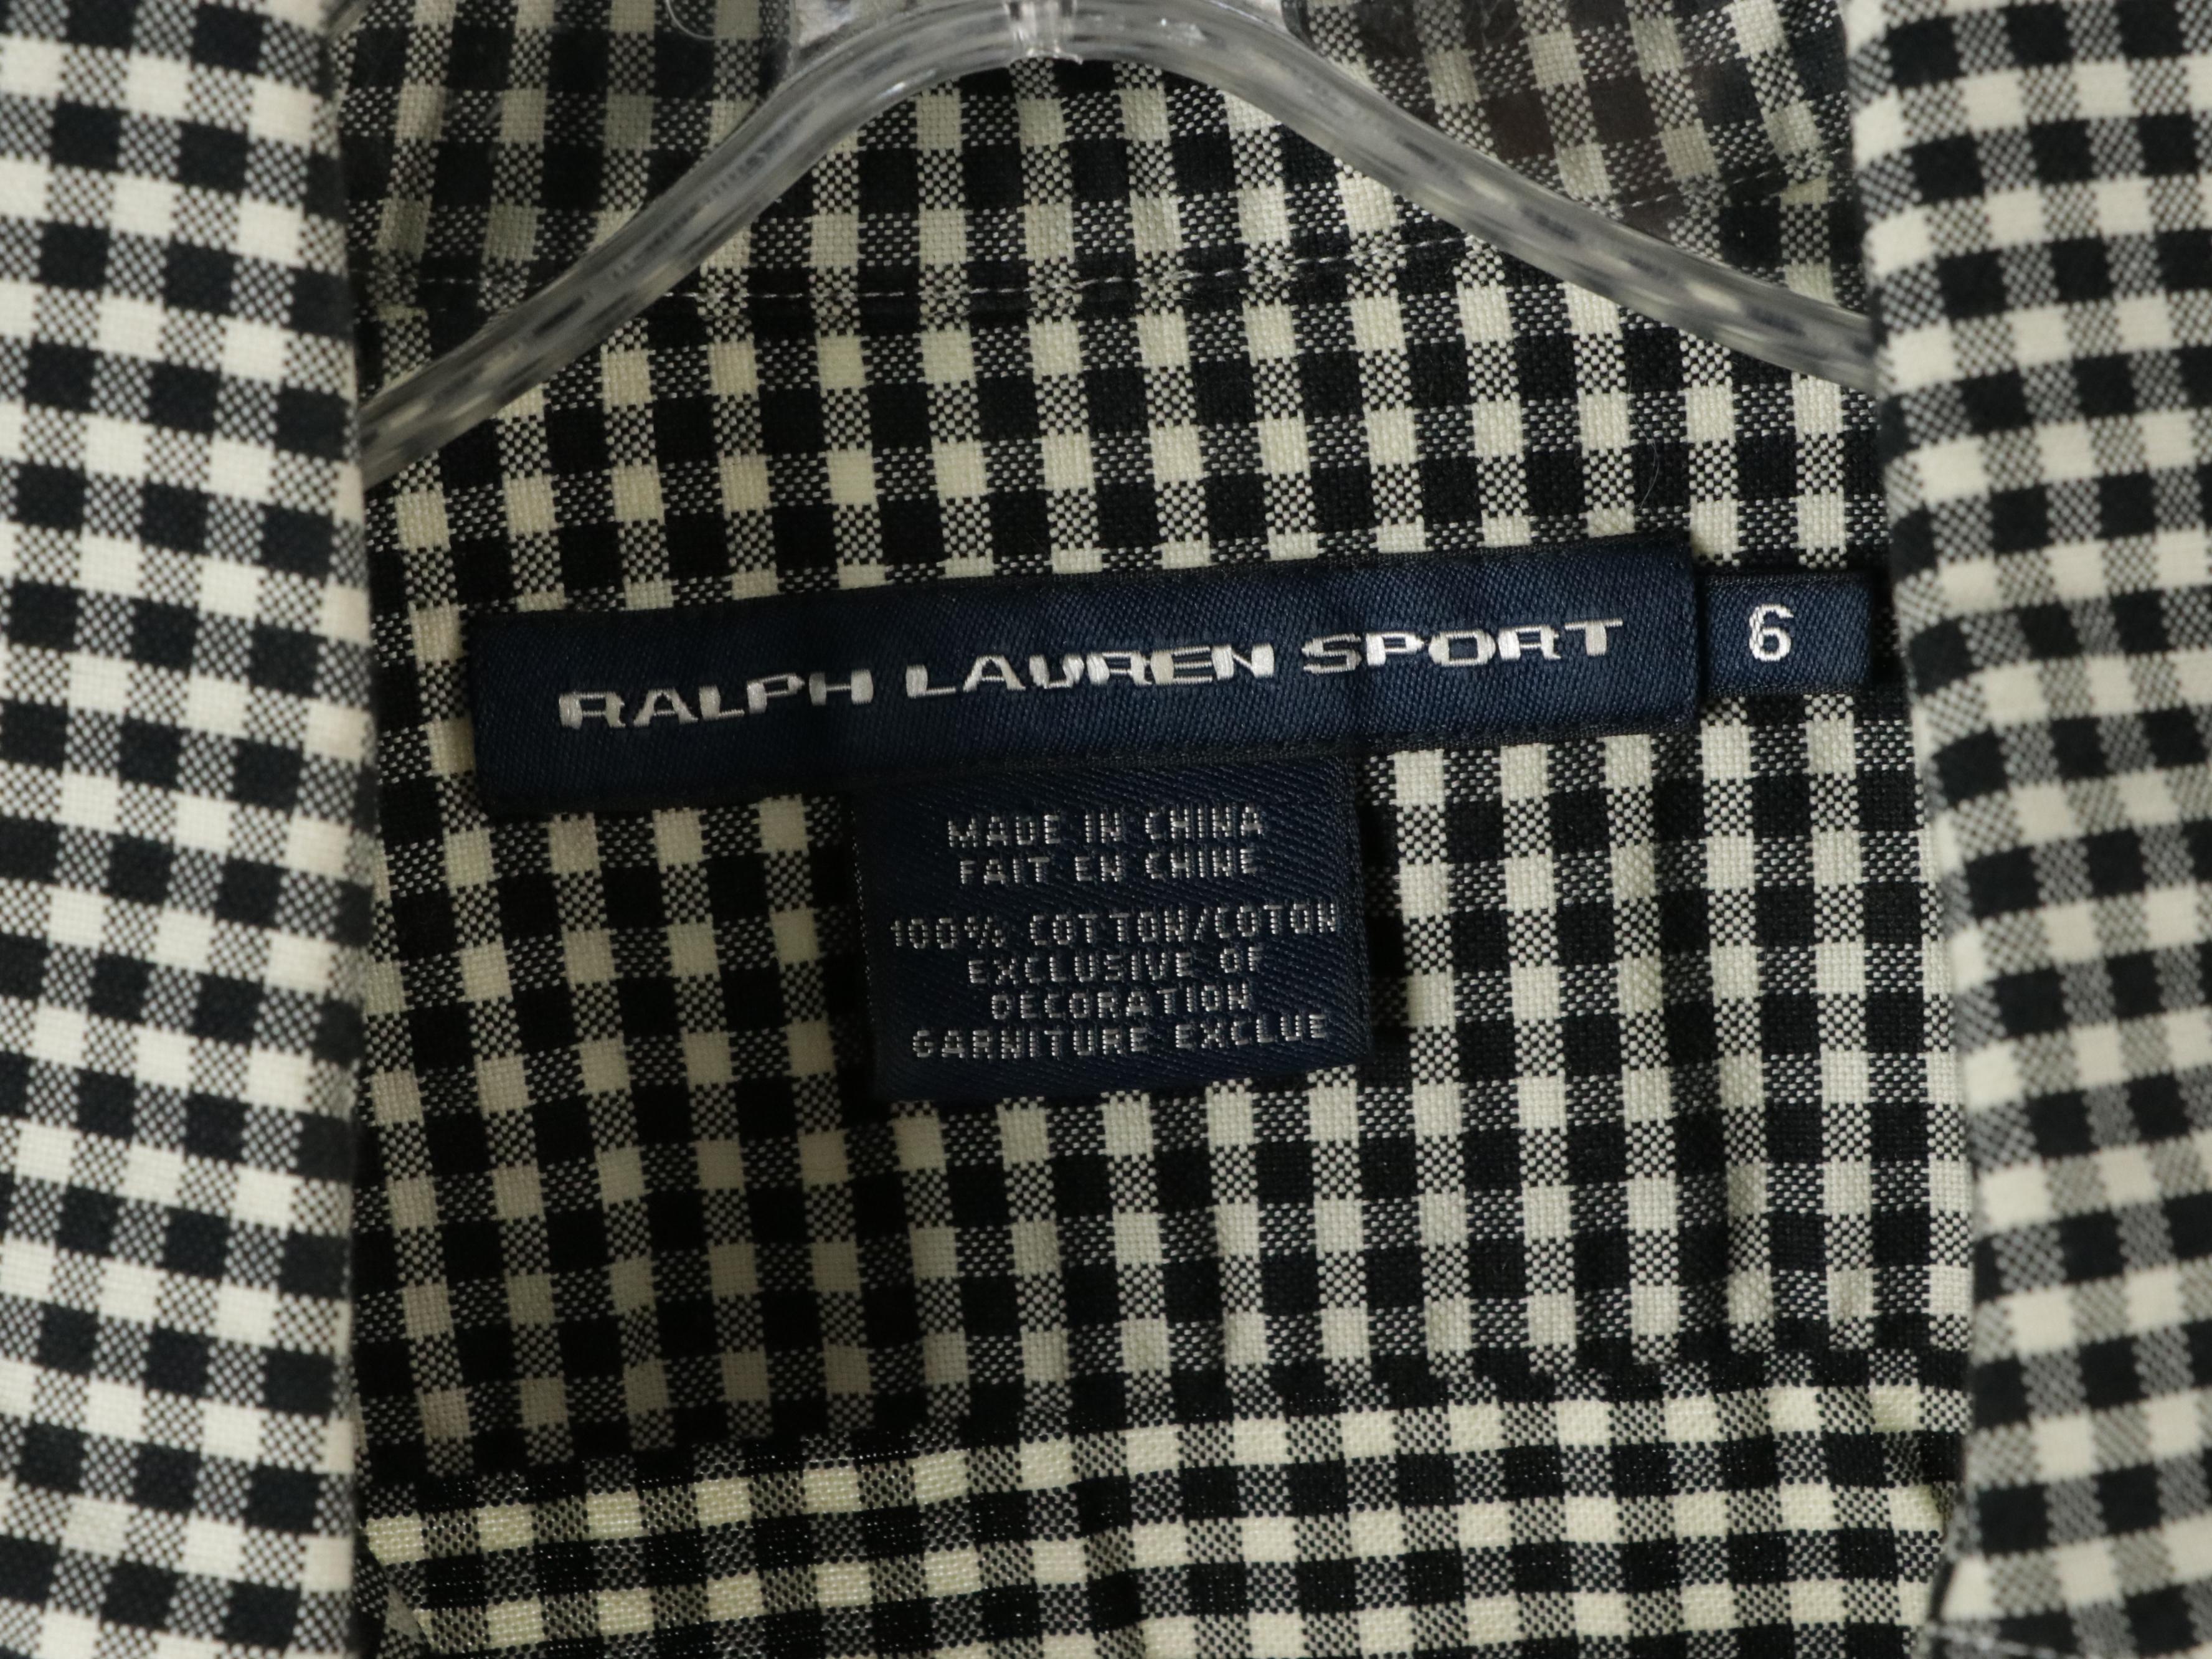 RALPH LAUREN SPORT
6
MADE IN CHINA
FAIT EN CHINE
100% COTTON/COTON
EXCLUSIVE OF
DECORATION
GARNITURE EXCLUE